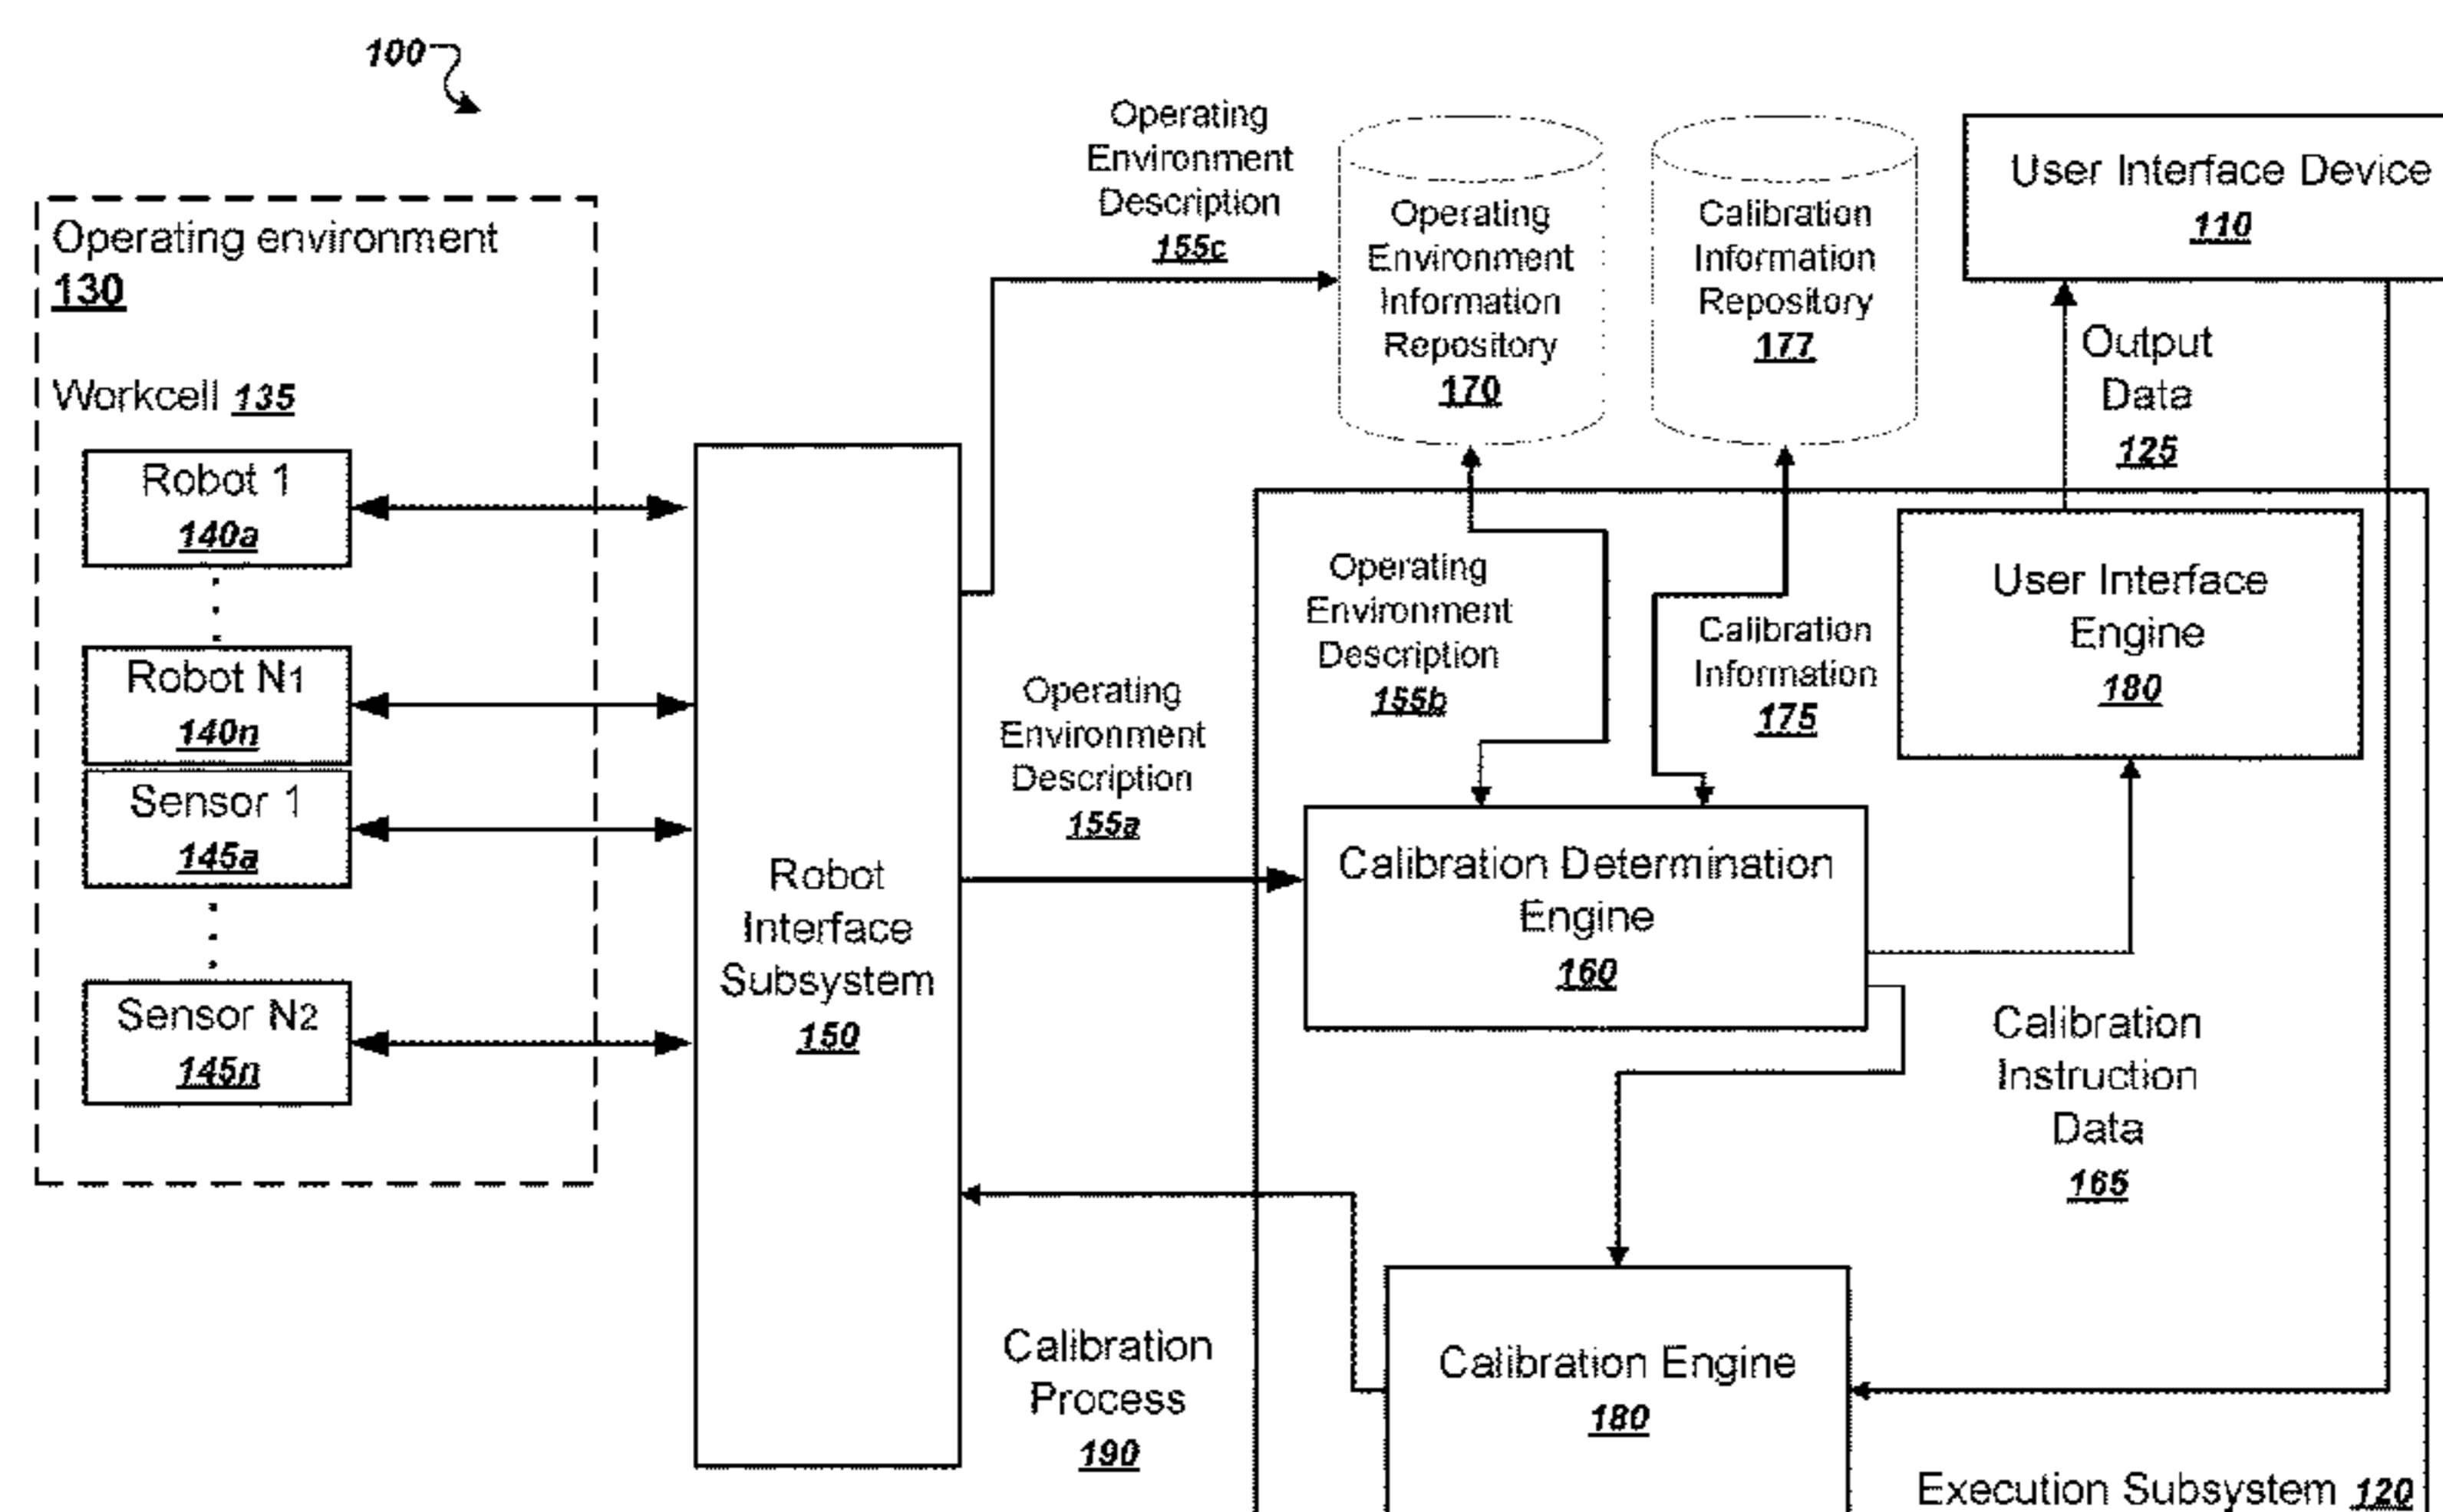 100
Operating environment
130
Workcell 135
Robot 1
140a
Robot N1
140n
Sensor 1
145a
Sensor N2
145n
Robot
Interface
Subsystem
150
Operating
Environment
Description
155c
Operating
Environment
Information
Repository
170
Calibration
Information
Repository
177
User Interface Device
110
Output
Data
125
Operating
Environment
Description
155b
Calibration
Information
175
User Interface
Engine
180
Operating
Environment
Description
155a
Calibration Determination
Engine
160
Calibration
Instruction
Data
165
Calibration
Process
190
Calibration Engine
180
Execution Subsystem 120